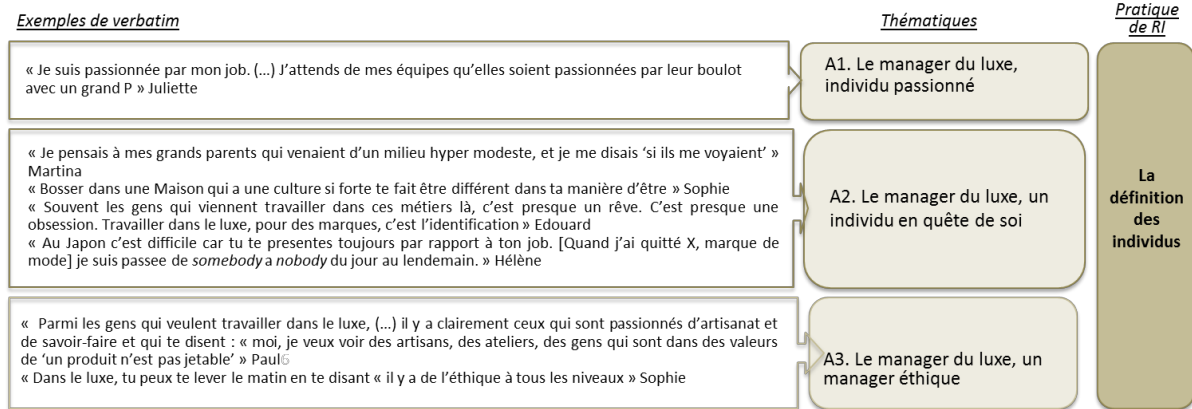 Exemples de verbatim
Thématiques
Pratique
de RI
« Je suis passionnée par mon job. (…) J’attends de mes équipes qu’elles soient passionnées par leur boulot
avec un grand P » Juliette
A1. Le manager du luxe,
individu passionné
« Je pensais à mes grands parents qui venaient d’un milieu hyper modeste, et je me disais ‘si ils me voyaient’ »
Martina
« Bosser dans une Maison qui a une culture si forte te fait être différent dans ta manière d’être » Sophie
« Souvent les gens qui viennent travailler dans ces métiers là, c’est presque un rêve. C’est presque une
obsession. Travailler dans le luxe, pour des marques, c’est l’identification » Edouard
« Au Japon c’est difficile car tu te presentes toujours par rapport à ton job. [Quand j’ai quitté X, marque de
mode] je suis passee de somebody a nobody du jour au lendemain. » Hélène
A2. Le manager du luxe, un
individu en quête de soi
La
définition
des
individus
« Parmi les gens qui veulent travailler dans le luxe, (…) il y a clairement ceux qui sont passionnés d’artisanat et
de savoir-faire et qui te disent : « moi, je veux voir des artisans, des ateliers, des gens qui sont dans des valeurs
de ‘un produit n’est pas jetable’ » Paul6
« Dans le luxe, tu peux te lever le matin en te disant « il y a de l’éthique à tous les niveaux » Sophie
A3. Le manager du luxe, un
manager éthique